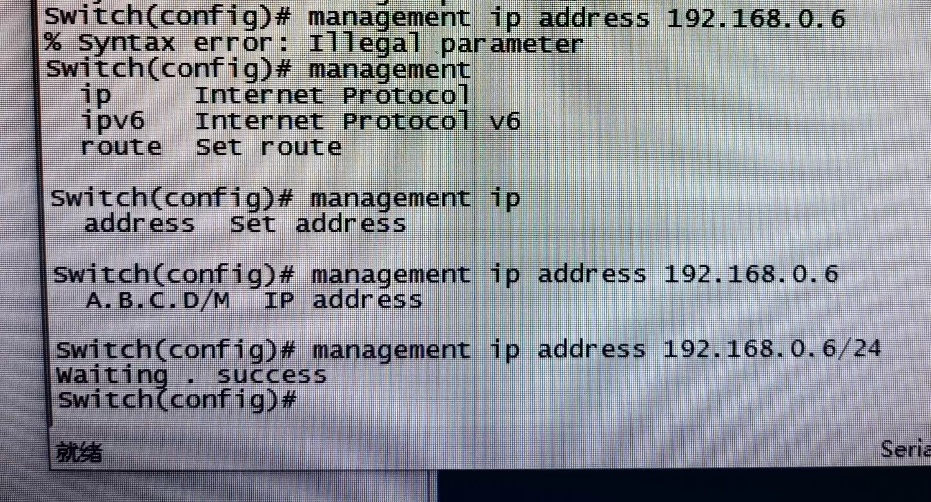 Switch(config)# management ip address 192.168.0.6
% Syntax error: Illegal parameter
Switch(config)# management
ip Internet Protocol
ipv6 Internet Protocol v6
route Set route
Switch(config)# management ip
address Set address
Switch(config)# management ip address 192.168.0.6
A.B.C.D/M IP address
Switch(config)# management ip address 192.168.0.6/24
Waiting . success
Switch(config)#
就绪 Seria